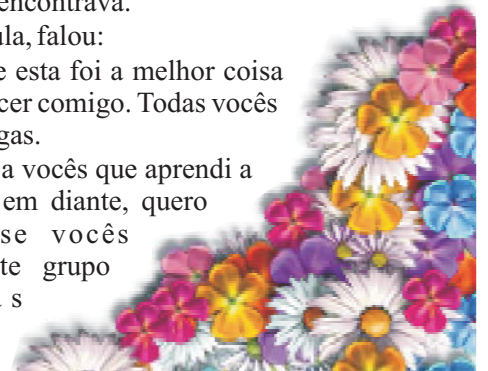 encontrava.
ula, falou:
e esta foi a melhor coisa
cer comigo. Todas vocês
gas.
a vocês que aprendi a
em diante, quero
se vocês
te grupo
s